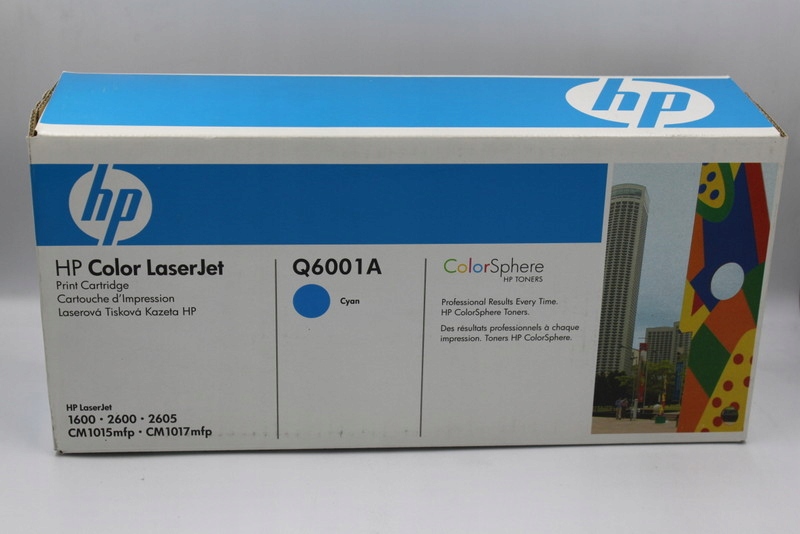 hp
hp
HP Color LaserJet
Print Cartridge
Cartouche d'Impression
Laserová Tisková Kazeta HP
HP LaserJet
1600 · 2600 · 2605
CM1015mfp · CM1017mfp
Q6001A
Cyan
ColorSphere
HP TONERS
Professional Results Every Time.
HP ColorSphere Toners.
Des résultats professionnels à chaque
impression. Toners HP ColorSphere.